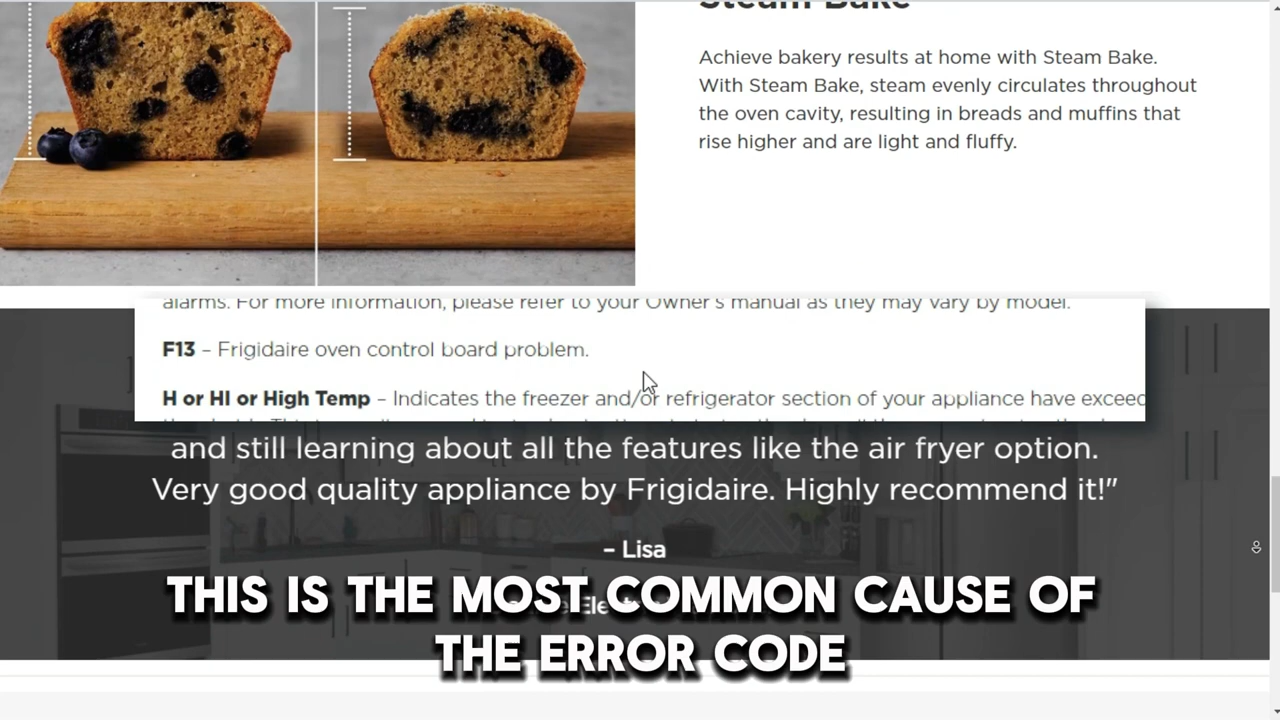 Steam Bake
Achieve bakery results at home with Steam Bake.
With Steam Bake, steam evenly circulates throughout
the oven cavity, resulting in breads and muffins that
rise higher and are light and fluffy.
alarms. For more information, please refer to your Owner's manual as they may vary by model.
F13 – Frigidaire oven control board problem.
H or HI or High Temp – Indicates the freezer and/or refrigerator section of your appliance have exceed
and still learning about all the features like the air fryer option.
Very good quality appliance by Frigidaire. Highly recommend it!"
– Lisa
THIS IS THE MOST COMMON CAUSE OF
THE ERROR CODE